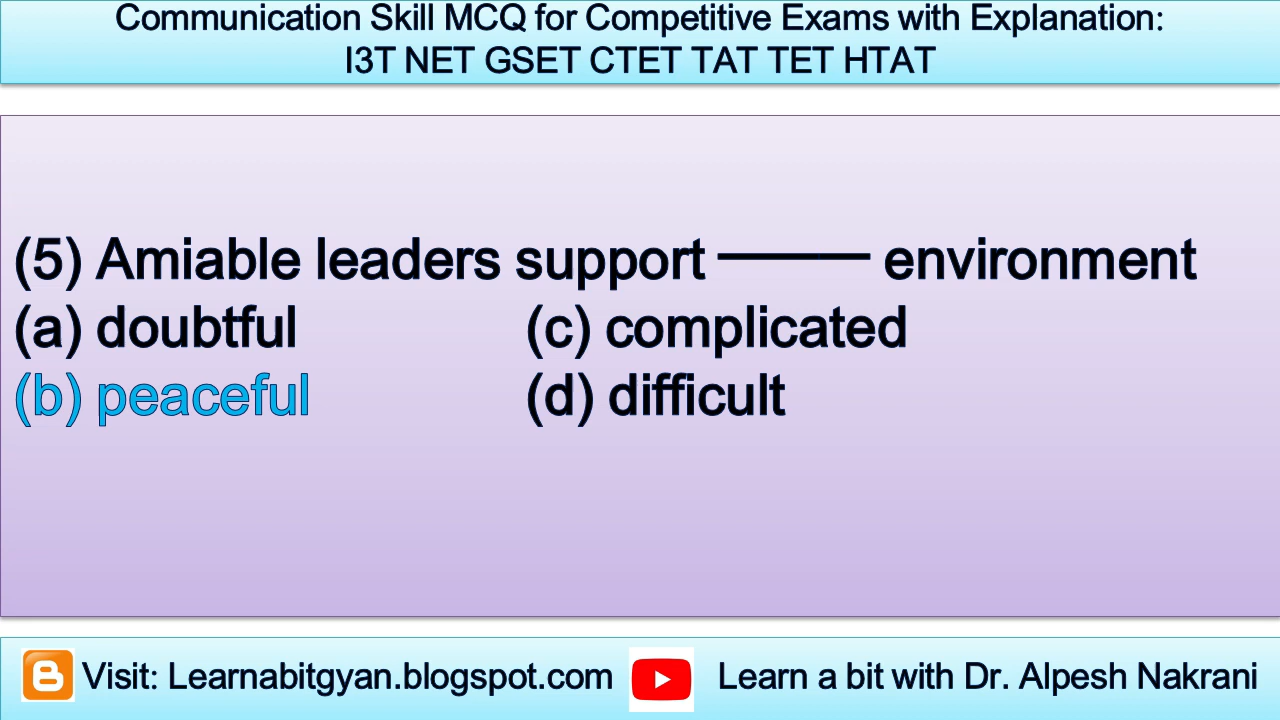 Communication Skill MCQ for Competitive Exams with Explanation:
I3T NET GSET CTET TAT TET HTAT
(5) Amiable leaders support ——— environment
(a) doubtful (c) complicated
(b) peaceful (d) difficult
Visit: Learnabitgyan.blogspot.com Learn a bit with Dr. Alpesh Nakrani